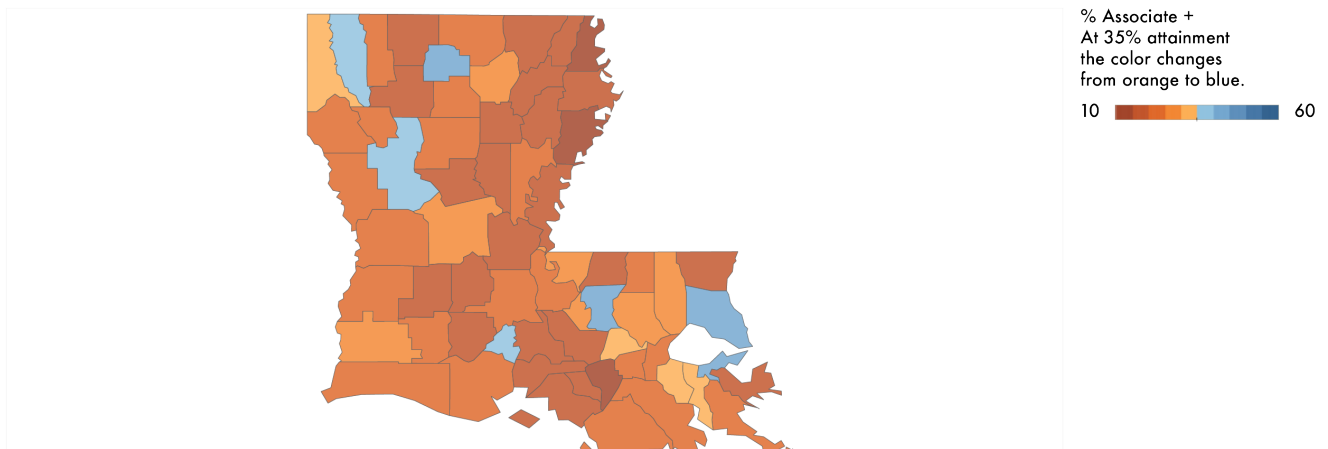 % Associate +
At 35% attainment
the color changes
from orange to blue.
10 60